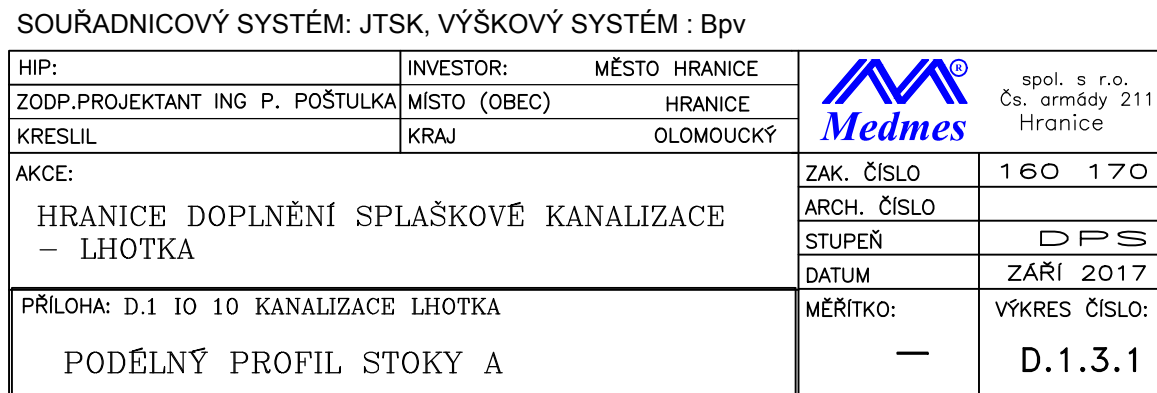 SOUŘADNICOVÝ SYSTÉM: JTSK, VÝŠKOVÝ SYSTÉM : Bpv
HIP:
INVESTOR: MĚSTO HRANICE
ZODP.PROJEKTANT ING P. POŠTULKA
MÍSTO (OBEC) HRANICE
KRESLIL
KRAJ OLOMOUCKÝ
Medmes ®
spol. s r.o.
Čs. armády 211
Hranice
AKCE:
HRANICE DOPLNĚNÍ SPLAŠKOVÉ KANALIZACE
– LHOTKA
ZAK. ČÍSLO 160 170
ARCH. ČÍSLO
STUPEŇ DPS
DATUM ZÁŘÍ 2017
PŘÍLOHA: D.1 IO 10 KANALIZACE LHOTKA
PODÉLNÝ PROFIL STOKY A
MĚŘÍTKO:
–
VÝKRES ČÍSLO:
D.1.3.1